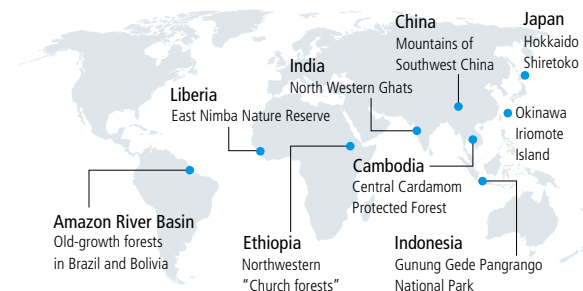 China
Mountains of
Southwest China
Japan
Hokkaido
Shiretoko
India
North Western Ghats
Liberia
East Nimba Nature Reserve
Okinawa
Iriomote
Island
Cambodia
Central Cardamom
Protected Forest
Amazon River Basin
Old-growth forests
in Brazil and Bolivia
Ethiopia
Northwestern
“Church forests”
Indonesia
Gunung Gede Pangrango
National Park